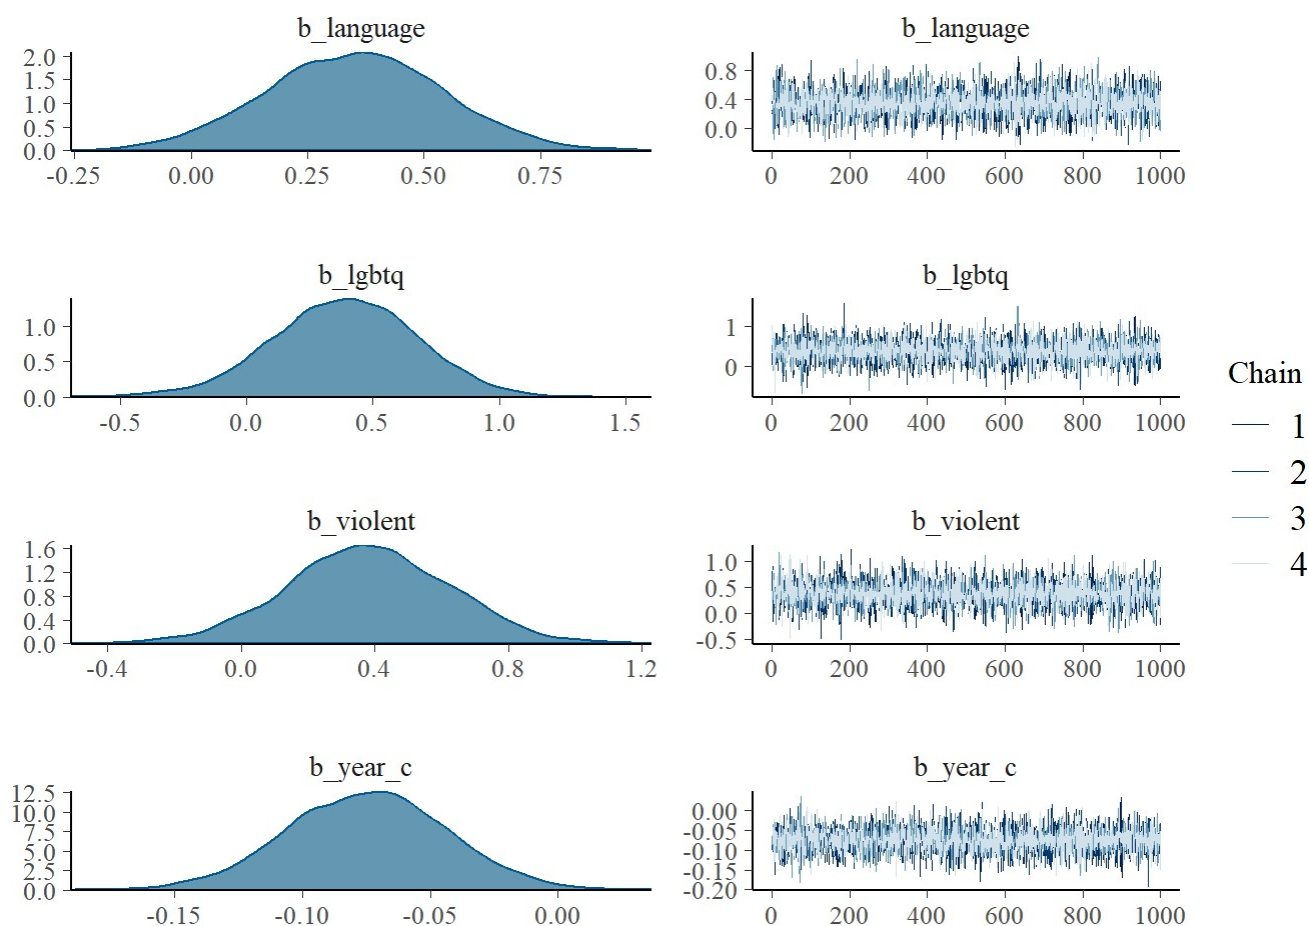 b_language
2.0
1.5
1.0
0.5
0.0
-0.25 0.00 0.25 0.50 0.75
b_language
0.8
0.4
0.0
0 200 400 600 800 1000
b_lgbtq
1.0
0.5
0.0
-0.5 0.0 0.5 1.0 1.5
b_lgbtq
1
0
0 200 400 600 800 1000
b_violent
1.6
1.2
0.8
0.4
0.0
-0.4 0.0 0.4 0.8 1.2
b_violent
1.0
0.5
0.0
-0.5
0 200 400 600 800 1000
b_year_c
12.5
10.0
7.5
5.0
2.5
0.0
-0.15 -0.10 -0.05 0.00
b_year_c
0.00
-0.05
-0.10
-0.15
-0.20
0 200 400 600 800 1000
Chain
1
2
3
4